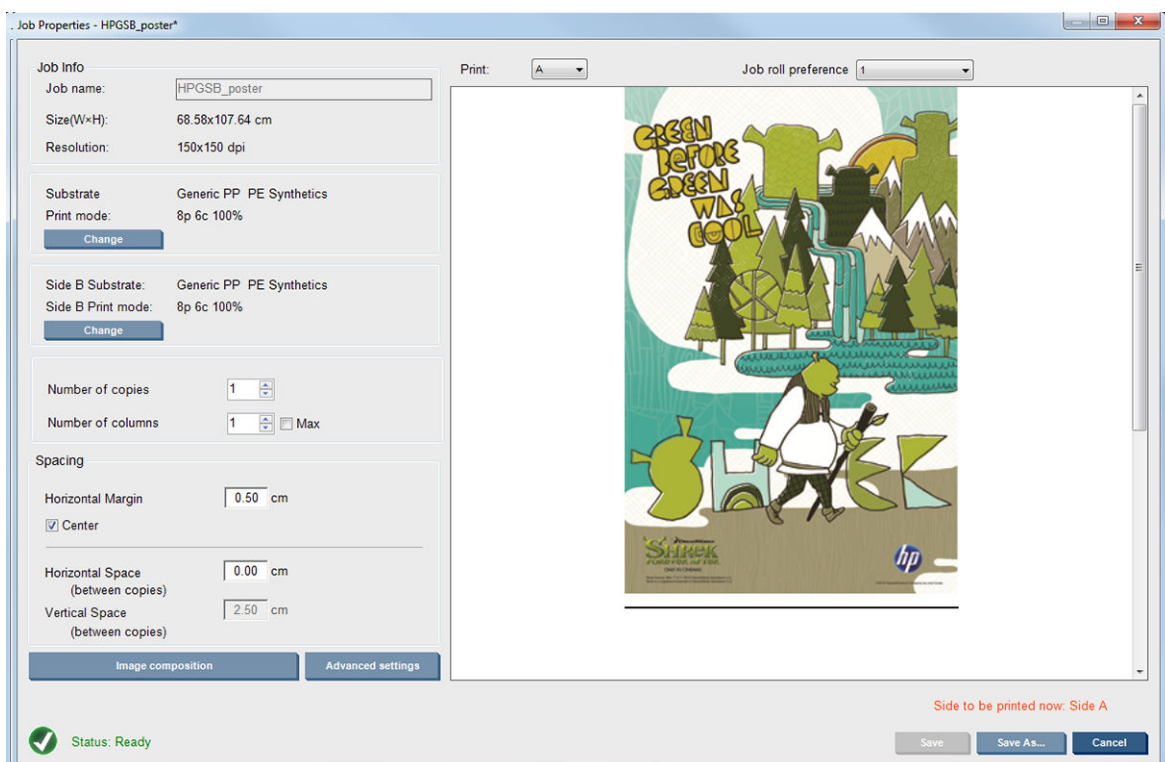 Job Properties - HPGSB_poster*
Job Info
Job name: HPGSB_poster
Size(W×H): 68.58x107.64 cm
Resolution: 150x150 dpi
Substrate Generic PP PE Synthetics
Print mode: 8p 6c 100%
Change
Side B Substrate: Generic PP PE Synthetics
Side B Print mode: 8p 6c 100%
Change
Number of copies 1
Number of columns 1 Max
Spacing
Horizontal Margin 0.50 cm
Center
Horizontal Space 0.00 cm
(between copies)
Vertical Space 2.50 cm
(between copies)
Image composition Advanced settings
Print: A Job roll preference 1
GREEN
BEFORE
GREEN
WAS
COOL
SHREK
SHREK
FOREVER AFTER
ONLY IN CINEMAS
hp
Side to be printed now: Side A
Status: Ready
Save Save As... Cancel